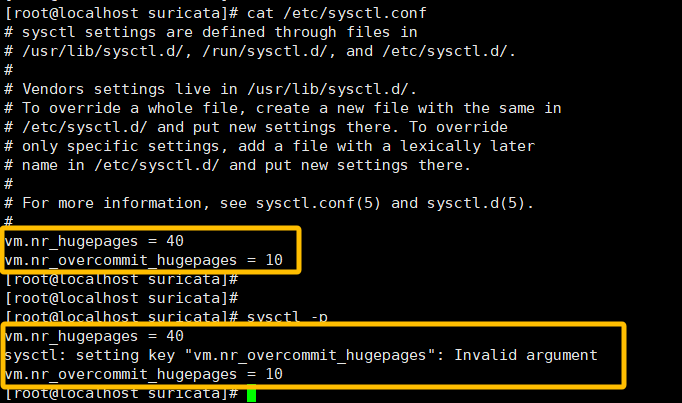 [root@localhost suricata]# cat /etc/sysctl.conf
# sysctl settings are defined through files in
# /usr/lib/sysctl.d/, /run/sysctl.d/, and /etc/sysctl.d/.
#
# Vendors settings live in /usr/lib/sysctl.d/.
# To override a whole file, create a new file with the same in
# /etc/sysctl.d/ and put new settings there. To override
# only specific settings, add a file with a lexically later
# name in /etc/sysctl.d/ and put new settings there.
#
# For more information, see sysctl.conf(5) and sysctl.d(5).
#
vm.nr_hugepages = 40
vm.nr_overcommit_hugepages = 10
[root@localhost suricata]#
[root@localhost suricata]#
[root@localhost suricata]# sysctl -p
vm.nr_hugepages = 40
sysctl: setting key "vm.nr_overcommit_hugepages": Invalid argument
vm.nr_overcommit_hugepages = 10
[root@localhost suricata]#